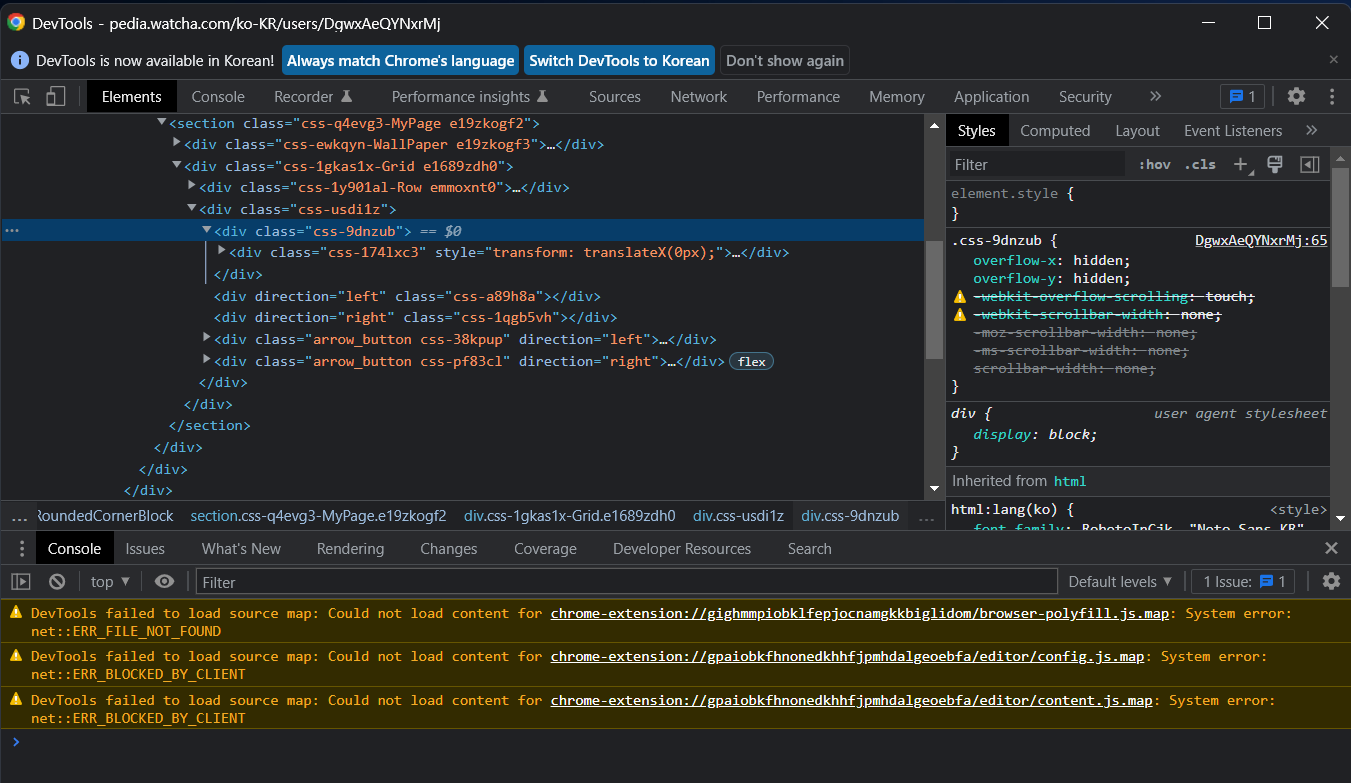 DevTools - pedia.watcha.com/ko-KR/users/DgwxAeQYNxrMj
DevTools is now available in Korean! Always match Chrome's language Switch DevTools to Korean Don't show again
Elements Console Recorder Performance insights Sources Network Performance Memory Application Security » 1
<section class="css-q4evg3-MyPage e19zkogf2">
<div class="css-ewkqyn-WallPaper e19zkogf3">…</div>
<div class="css-1gkas1x-Grid e1689zdh0">
<div class="css-1y901al-Row emmoxnt0">…</div>
<div class="css-usdi1z">
<div class="css-9dnzub"> == $0
<div class="css-174lxc3" style="transform: translateX(0px);">…</div>
</div>
<div direction="left" class="css-a89h8a"></div>
<div direction="right" class="css-1qgb5vh"></div>
<div class="arrow_button css-38kpup" direction="left">…</div>
<div class="arrow_button css-pf83cl" direction="right">…</div> flex
</div>
</div>
</section>
</div>
</div>
</div>
... RoundedCornerBlock section.css-q4evg3-MyPage.e19zkogf2 div.css-1gkas1x-Grid.e1689zdh0 div.css-usdi1z div.css-9dnzub ...
Styles Computed Layout Event Listeners »
Filter :hov .cls +
element.style {
}
.css-9dnzub { DgwxAeQYNxrMj:65
overflow-x: hidden;
overflow-y: hidden;
-webkit-overflow-scrolling: touch;
-webkit-scrollbar-width: none;
-moz-scrollbar-width: none;
-ms-scrollbar-width: none;
scrollbar-width: none;
}
div { user agent stylesheet
display: block;
}
Inherited from html
html:lang(ko) { <style>
font-family: RobotoInCjk, "Noto Sans KR",
Console Issues What's New Rendering Changes Coverage Developer Resources Search
top ▼ Filter Default levels ▼ 1 Issue: 1
DevTools failed to load source map: Could not load content for chrome-extension://gighmmpiobklfepjocnamgkkbiglidom/browser-polyfill.js.map: System error:
net::ERR_FILE_NOT_FOUND
DevTools failed to load source map: Could not load content for chrome-extension://gpaiobkfhnonedkhhfjpmhdalgeoebfa/editor/config.js.map: System error:
net::ERR_BLOCKED_BY_CLIENT
DevTools failed to load source map: Could not load content for chrome-extension://gpaiobkfhnonedkhhfjpmhdalgeoebfa/editor/content.js.map: System error:
net::ERR_BLOCKED_BY_CLIENT